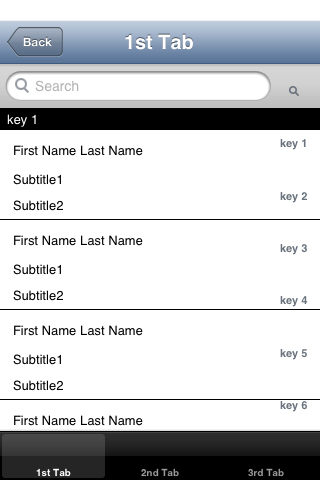 Back
1st Tab
Search
key 1
First Name Last Name
key 1
Subtitle1
key 2
Subtitle2
First Name Last Name
key 3
Subtitle1
Subtitle2
key 4
First Name Last Name
Subtitle1
key 5
Subtitle2
key 6
First Name Last Name
1st Tab
2nd Tab
3rd Tab